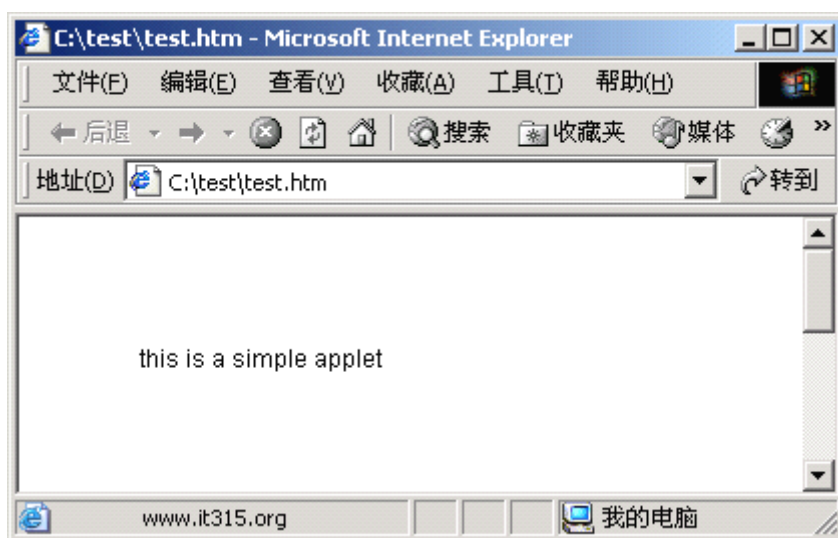 C:\test\test.htm - Microsoft Internet Explorer
文件(F) 编辑(E) 查看(V) 收藏(A) 工具(T) 帮助(H)
后退 搜索 收藏夹 媒体 »
地址(D) C:\test\test.htm 转到
this is a simple applet
www.it315.org 我的电脑